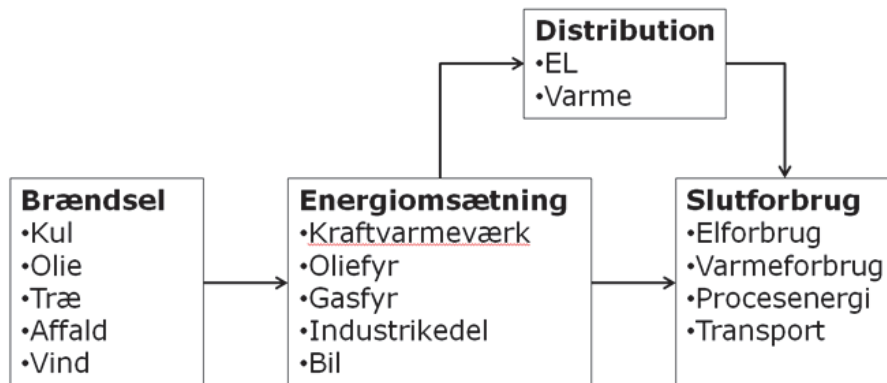 Distribution
•EL
•Varme
Brændsel
•Kul
•Olie
•Træ
•Affald
•Vind
Energiomsætning
•Kraftvarmeværk
•Oliefyr
•Gasfyr
•Industrikedel
•Bil
Slutforbrug
•Elforbrug
•Varmeforbrug
•Procesenergi
•Transport